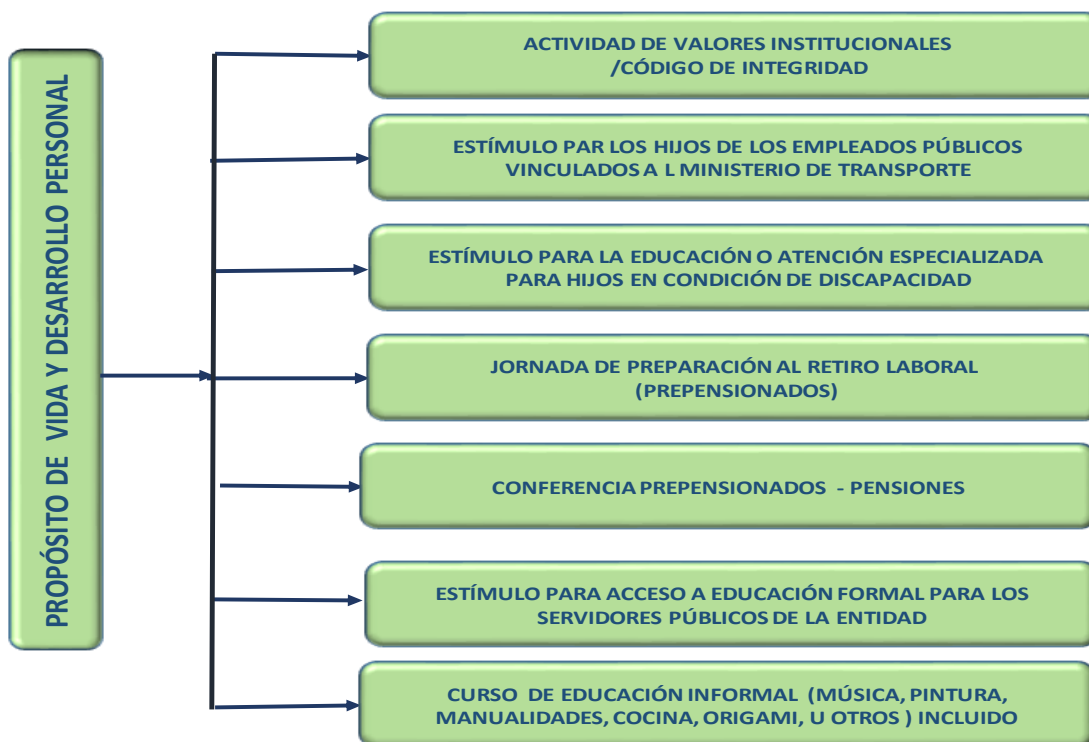 PROPÓSITO DE VIDA Y DESARROLLO PERSONAL
ACTIVIDAD DE VALORES INSTITUCIONALES
/CÓDIGO DE INTEGRIDAD
ESTÍMULO PAR LOS HIJOS DE LOS EMPLEADOS PÚBLICOS
VINCULADOS A L MINISTERIO DE TRANSPORTE
ESTÍMULO PARA LA EDUCACIÓN O ATENCIÓN ESPECIALIZADA
PARA HIJOS EN CONDICIÓN DE DISCAPACIDAD
JORNADA DE PREPARACIÓN AL RETIRO LABORAL
(PREPENSIONADOS)
CONFERENCIA PREPENSIONADOS - PENSIONES
ESTÍMULO PARA ACCESO A EDUCACIÓN FORMAL PARA LOS
SERVIDORES PÚBLICOS DE LA ENTIDAD
CURSO DE EDUCACIÓN INFORMAL (MÚSICA, PINTURA,
MANUALIDADES, COCINA, ORIGAMI, U OTROS ) INCLUIDO